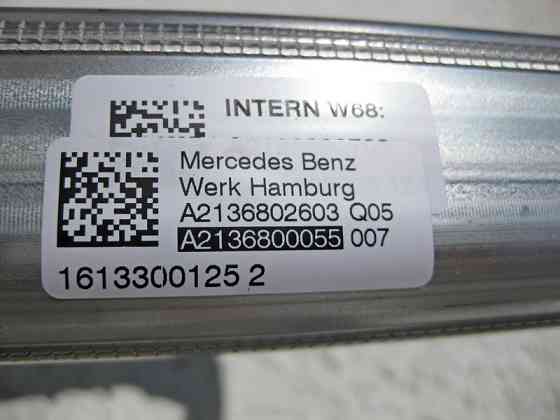 INTERN W68:
Mercedes Benz
Werk Hamburg
A2136802603 Q05
A2136800055 007
1613300125 2